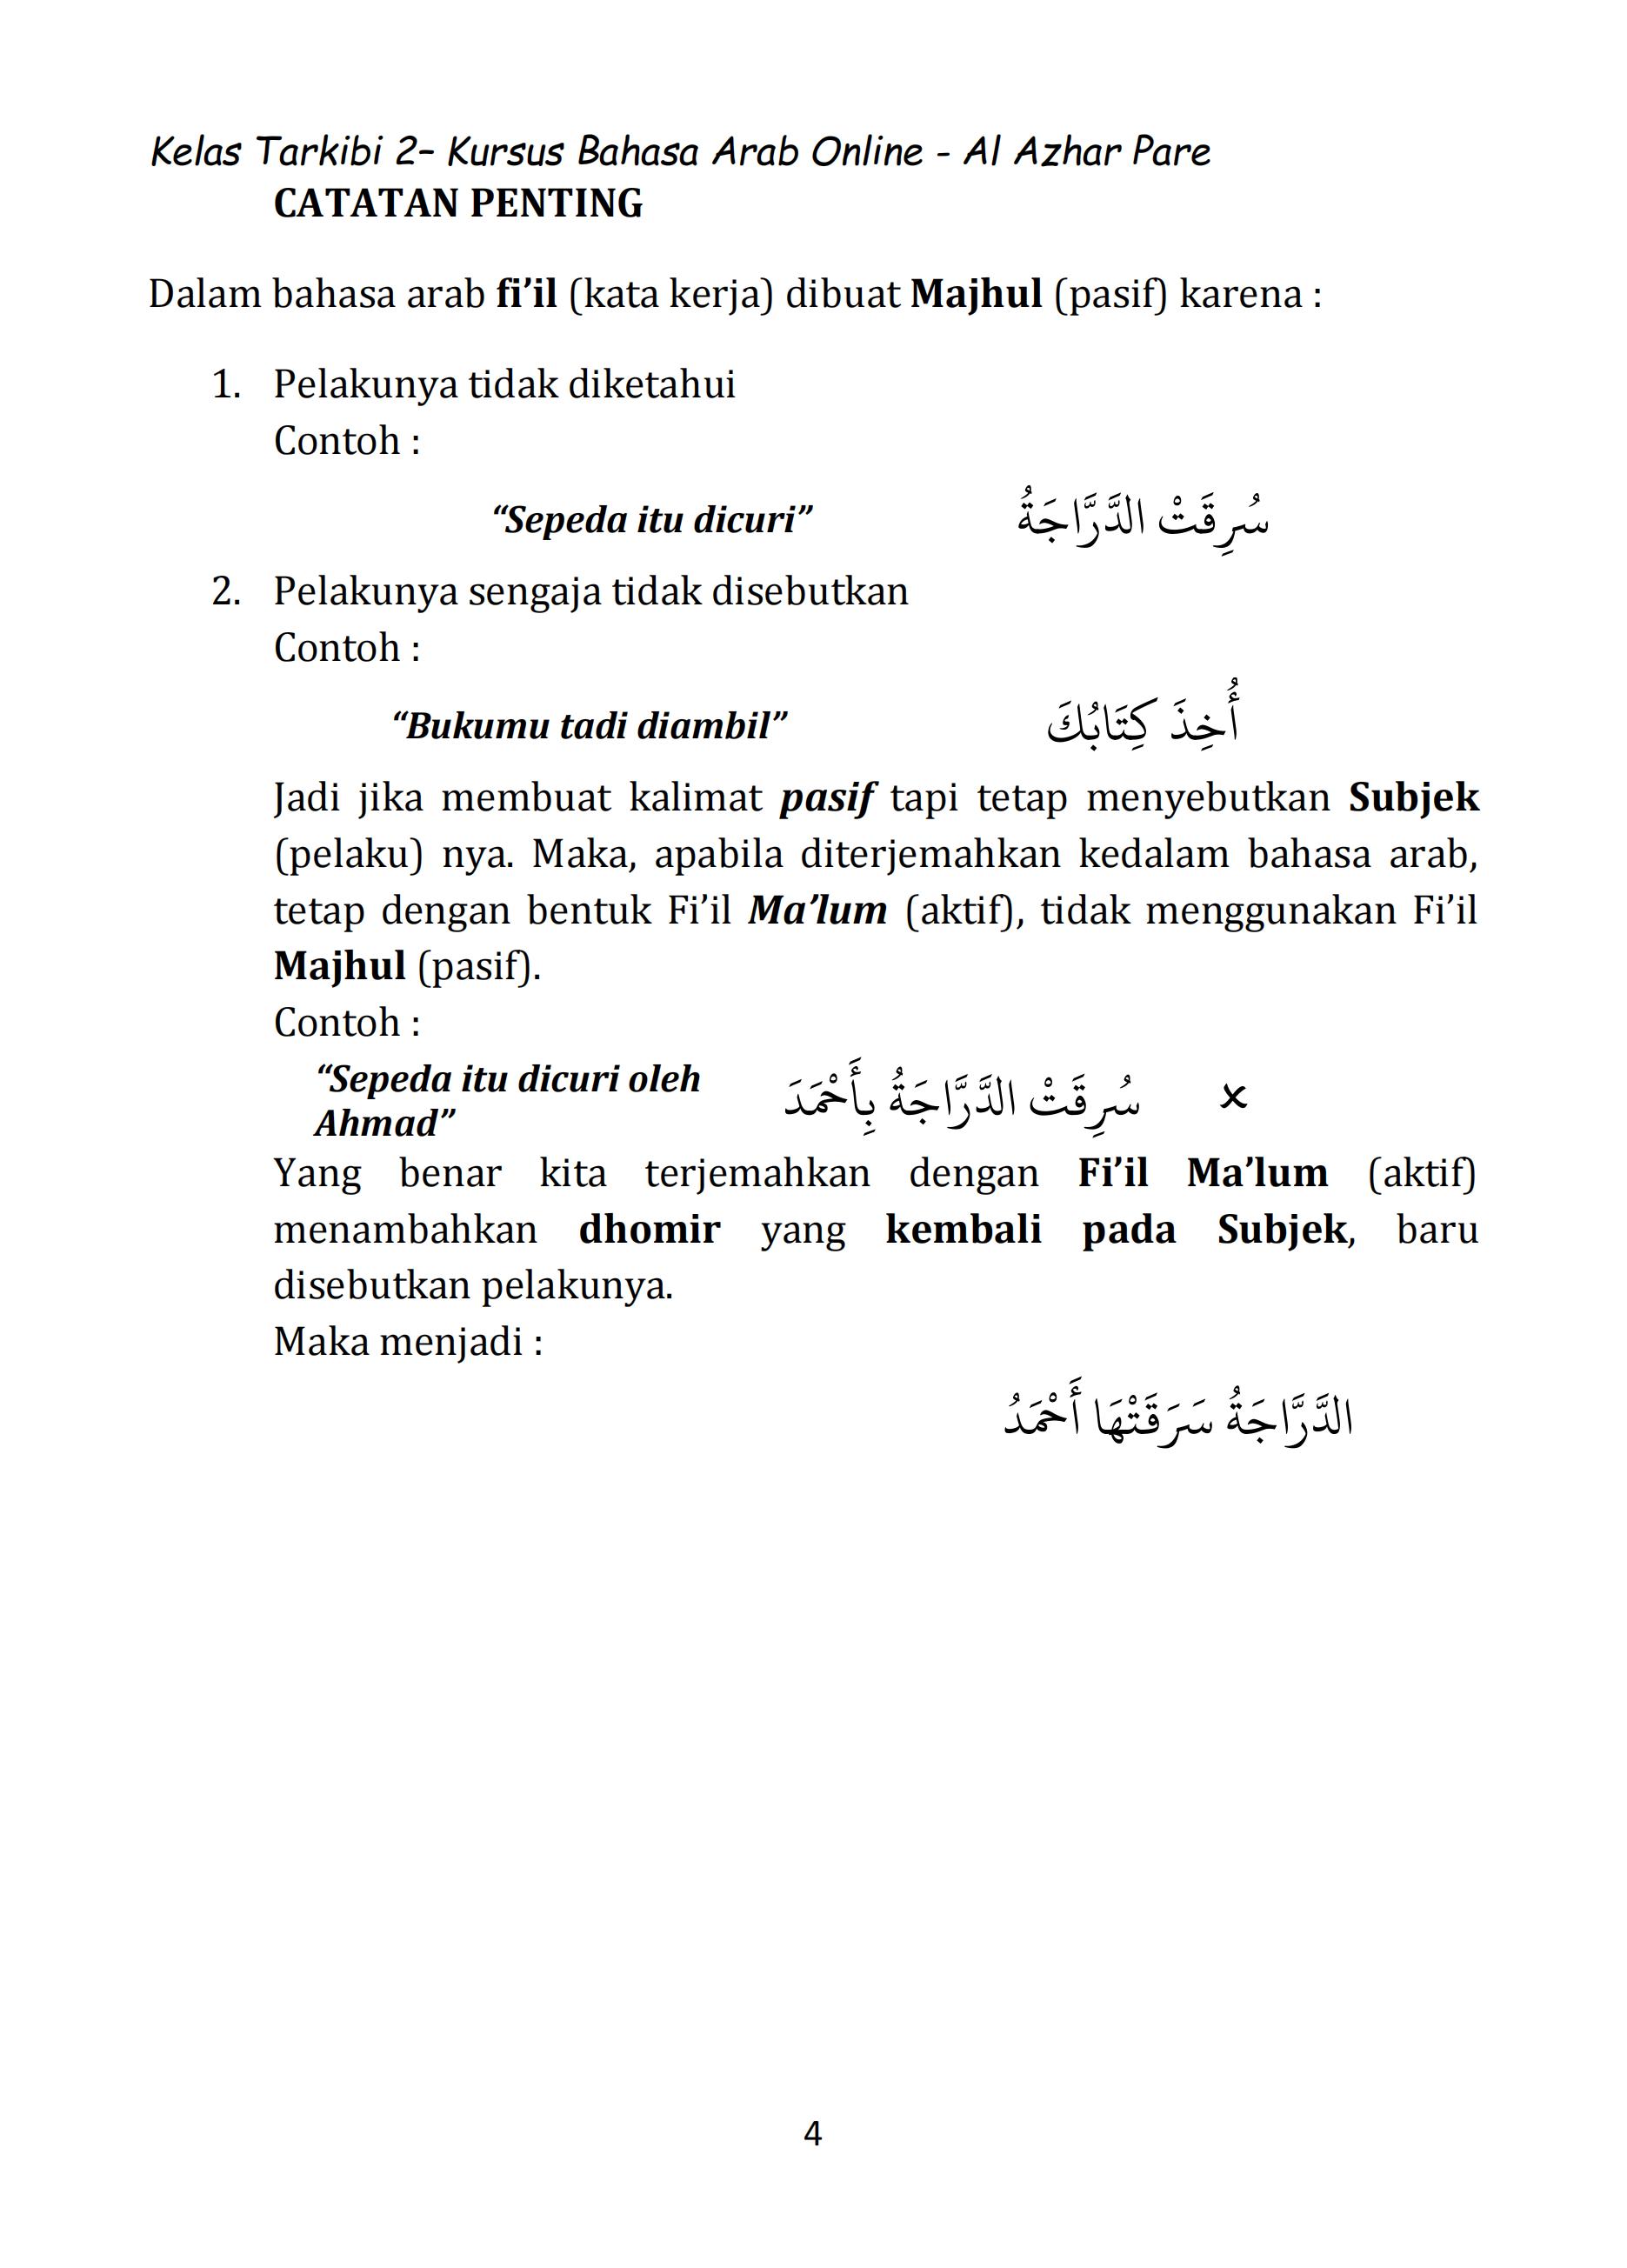 Kelas Tarkibi 2– Kursus Bahasa Arab Online - Al Azhar Pare
CATATAN PENTING
Dalam bahasa arab fi’il (kata kerja) dibuat Majhul (pasif) karena :
1. Pelakunya tidak diketahui
Contoh :
“Sepeda itu dicuri” سُرِقَتْ الدَّرَّاجَةُ
2. Pelakunya sengaja tidak disebutkan
Contoh :
“Bukumu tadi diambil” أُخِذَ كِتَابُكَ
Jadi jika membuat kalimat pasif tapi tetap menyebutkan Subjek
(pelaku) nya. Maka, apabila diterjemahkan kedalam bahasa arab,
tetap dengan bentuk Fi’il Ma’lum (aktif), tidak menggunakan Fi’il
Majhul (pasif).
Contoh :
“Sepeda itu dicuri oleh
Ahmad” سُرِقَتْ الدَّرَّاجَةُ بِأَحْمَدَ ×
Yang benar kita terjemahkan dengan Fi’il Ma’lum (aktif)
menambahkan dhomir yang kembali pada Subjek, baru
disebutkan pelakunya.
Maka menjadi :
الدَّرَّاجَةُ سَرَقَتْهَا أَحْمَدُ
4